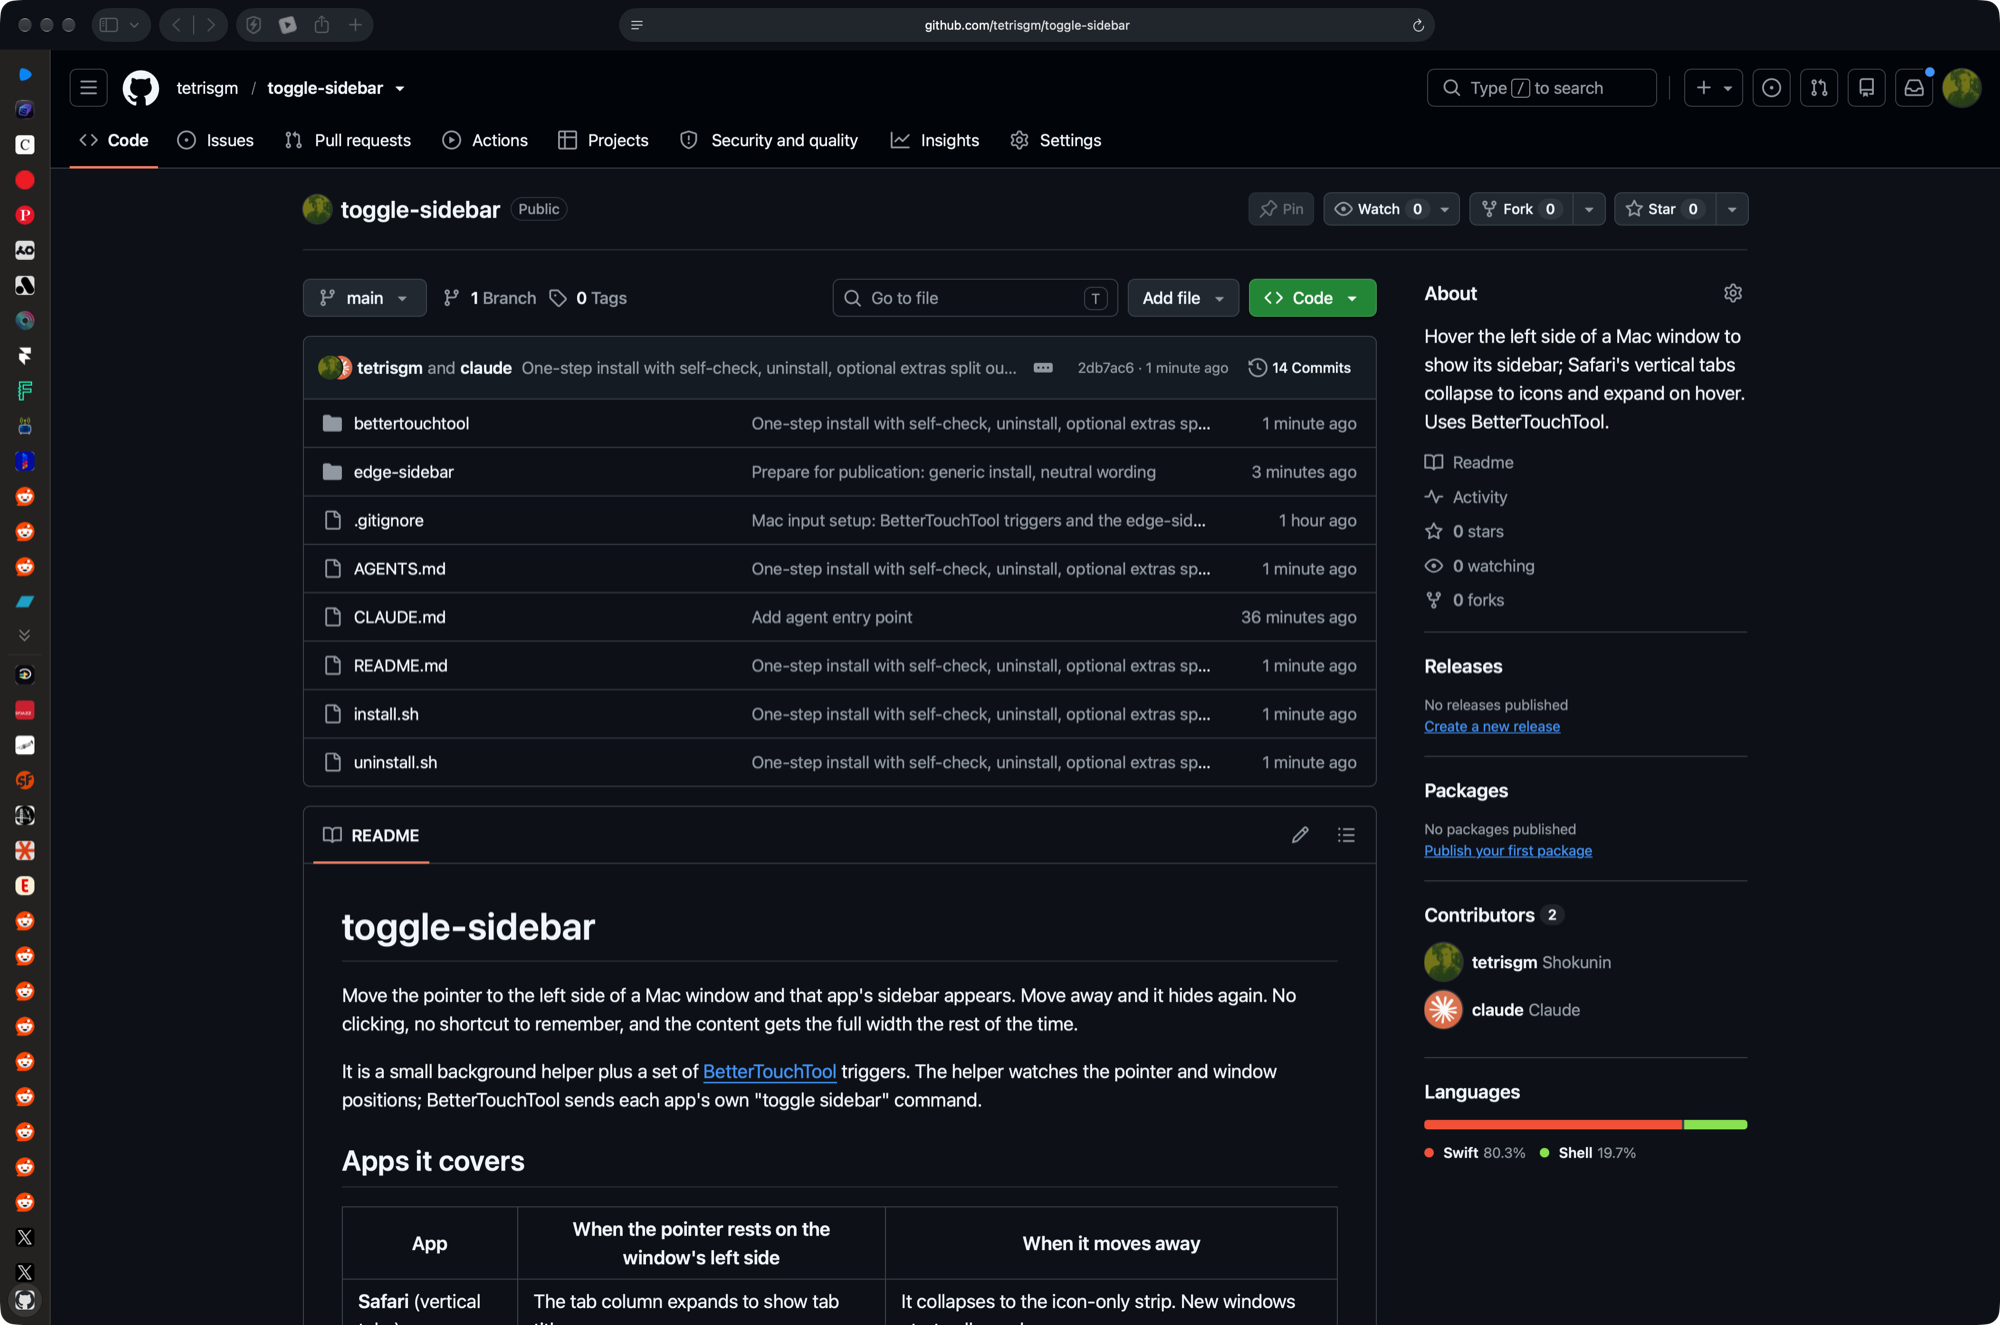 github.com/tetrisgm/toggle-sidebar
tetrisgm / toggle-sidebar
Type / to search
Code
Issues
Pull requests
Actions
Projects
Security and quality
Insights
Settings
toggle-sidebar Public
Pin
Watch 0
Fork 0
Star 0
main
1 Branch
0 Tags
Go to file T
Add file
Code
tetrisgm and claude One-step install with self-check, uninstall, optional extras split ou... 2db7ac6 · 1 minute ago 14 Commits
bettertouchtool One-step install with self-check, uninstall, optional extras sp... 1 minute ago
edge-sidebar Prepare for publication: generic install, neutral wording 3 minutes ago
.gitignore Mac input setup: BetterTouchTool triggers and the edge-sid... 1 hour ago
AGENTS.md One-step install with self-check, uninstall, optional extras sp... 1 minute ago
CLAUDE.md Add agent entry point 36 minutes ago
README.md One-step install with self-check, uninstall, optional extras sp... 1 minute ago
install.sh One-step install with self-check, uninstall, optional extras sp... 1 minute ago
uninstall.sh One-step install with self-check, uninstall, optional extras sp... 1 minute ago
README
toggle-sidebar
Move the pointer to the left side of a Mac window and that app's sidebar appears. Move away and it hides again. No
clicking, no shortcut to remember, and the content gets the full width the rest of the time.
It is a small background helper plus a set of BetterTouchTool triggers. The helper watches the pointer and window
positions; BetterTouchTool sends each app's own "toggle sidebar" command.
Apps it covers
App
When the pointer rests on the
window's left side
When it moves away
Safari (vertical
The tab column expands to show tab
It collapses to the icon-only strip. New windows
About
Hover the left side of a Mac window to
show its sidebar; Safari's vertical tabs
collapse to icons and expand on hover.
Uses BetterTouchTool.
Readme
Activity
0 stars
0 watching
0 forks
Releases
No releases published
Create a new release
Packages
No packages published
Publish your first package
Contributors 2
tetrisgm Shokunin
claude Claude
Languages
Swift 80.3%
Shell 19.7%